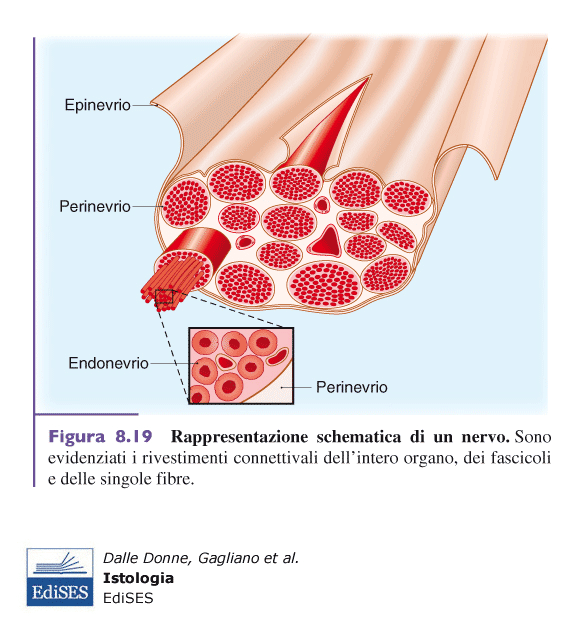 Epinevrio
Perinevrio
Endonevrio
Perinevrio
Figura 8.19 Rappresentazione schematica di un nervo. Sono
evidenziati i rivestimenti connettivali dell'intero organo, dei fascicoli
e delle singole fibre.
Dalle Donne, Gagliano et al.
Istologia
EdiSES
EdiSES